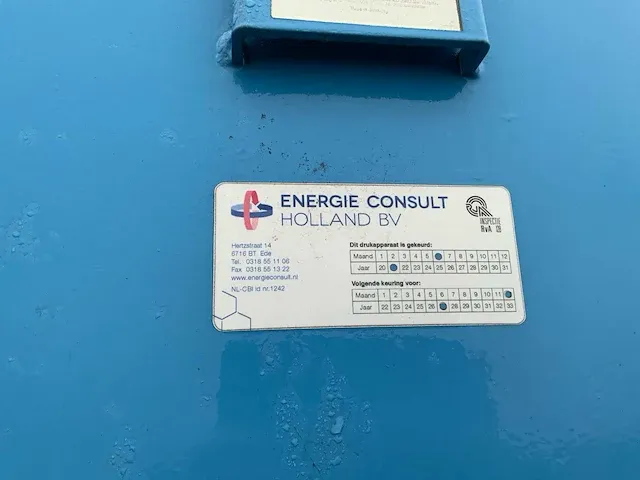 ENERGIE CONSULT
HOLLAND BV
INSPECTIE
RvA
Hertzstraat 14
6716 BT Ede
Tel. 0318 55 11 06
Fax 0318 55 13 22
www.energieconsult.nl
NL-CBI id nr:1242
Dit drukapparaat is gekeurd:
Maand 1 2 3 4 5 7 8 9 10 11 12
Jaar 20 22 23 24 25 26 27 28 29 30 31
Volgende keuring voor:
Maand 1 2 3 4 5 6 7 8 9 10 11
Jaar 22 23 24 25 26 28 29 30 31 32 33